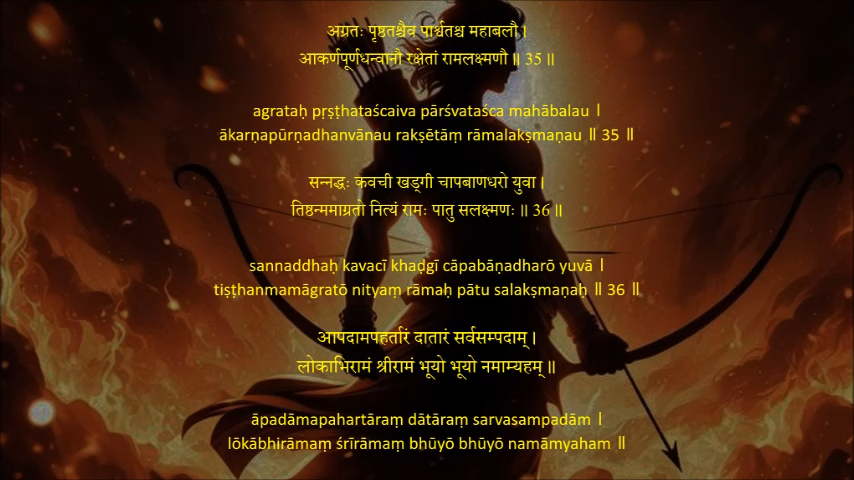 अग्रतः पृष्ठतश्चैव पार्श्वतश्च महाबलौ ।
आकर्णपूर्णधन्वानौ रक्षेतां रामलक्ष्मणौ ॥ 35 ॥
agrataḥ pṛṣṭhataścaiva pārśvataśca mahābalau ।
ākarṇapūrṇadhanvānau rakṣētāṃ rāmalakṣmaṇau ॥ 35 ॥
सन्नद्धः कवची खड्गी चापबाणधरो युवा ।
तिष्ठन्ममाग्रतो नित्यं रामः पातु सलक्ष्मणः ॥ 36 ॥
sannaddhaḥ kavacī khaḍgī cāpabāṇadharō yuvā ।
tiṣṭhanmamāgratō nityaṃ rāmaḥ pātu salakṣmaṇaḥ ॥ 36 ॥
आपदामपहर्तारं दातारं सर्वसम्पदाम् ।
लोकाभिरामं श्रीरामं भूयो भूयो नमाम्यहम् ॥
āpadāmapahartāraṃ dātāraṃ sarvasampadām ।
lōkābhirāmaṃ śrīrāmaṃ bhūyō bhūyō namāmyaham ॥